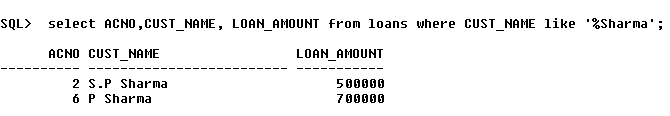 SQL>  select ACNO,CUST_NAME, LOAN_AMOUNT from loans where CUST_NAME like '%Sharma';
      ACNO CUST_NAME                 LOAN_AMOUNT
---------- ------------------------- -----------
         2 S.P Sharma                     500000
         6 P Sharma                       700000